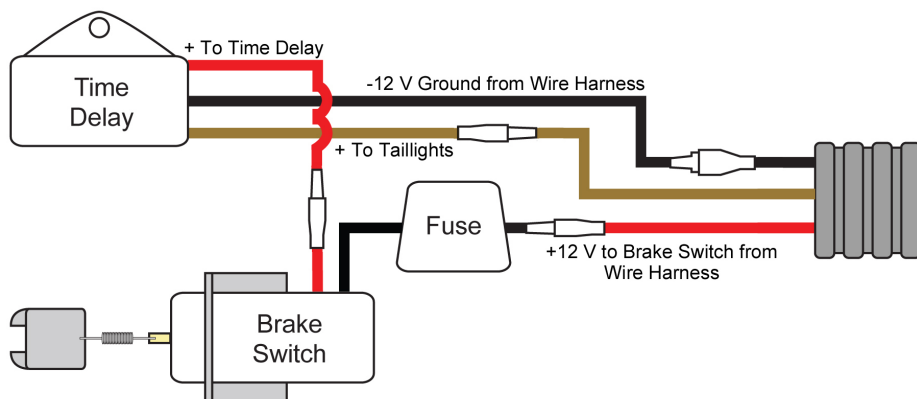 + To Time Delay
Time
Delay
-12 V Ground from Wire Harness
+ To Taillights
Fuse
+12 V to Brake Switch from
Wire Harness
Brake
Switch